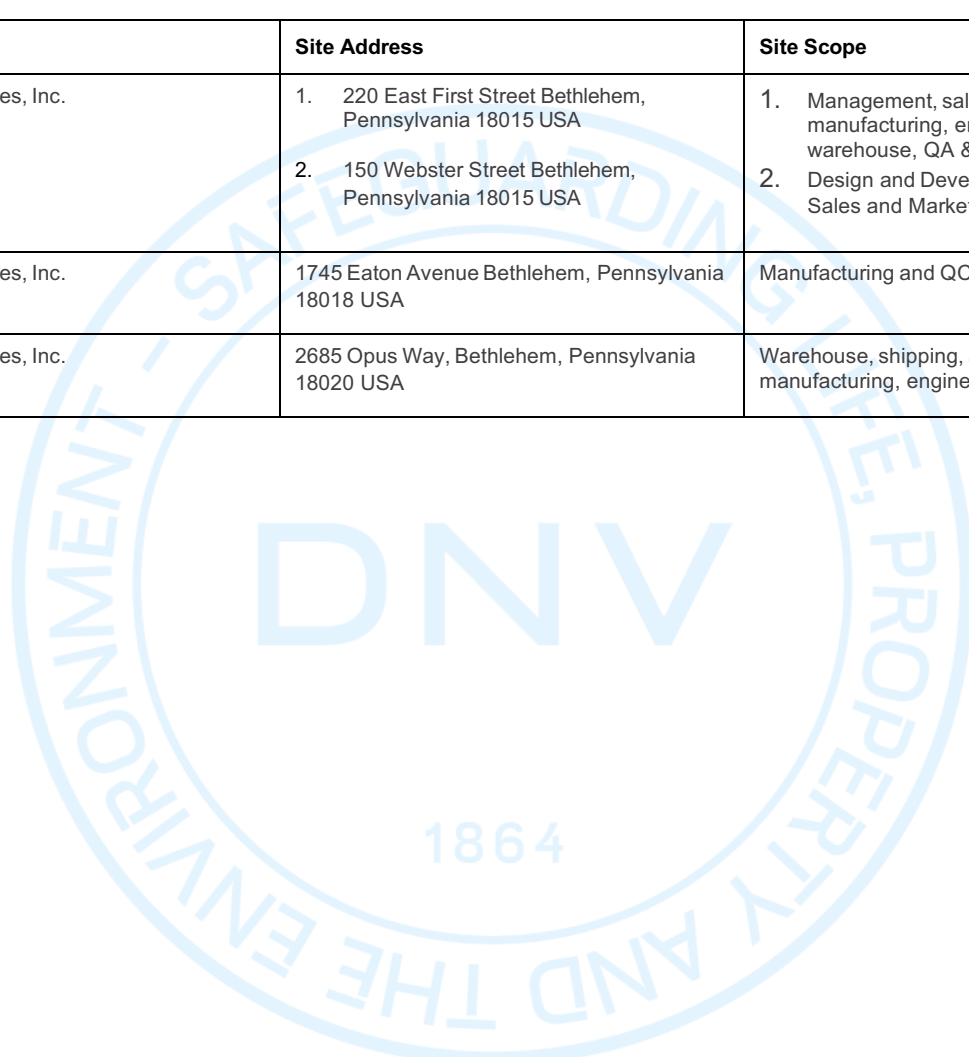 Site Address
Site Scope
es, Inc.
1. 220 East First Street Bethlehem,
Pennsylvania 18015 USA
2. 150 Webster Street Bethlehem,
Pennsylvania 18015 USA
1. Management, sal
manufacturing, e
warehouse, QA &
2. Design and Deve
Sales and Marke
es, Inc.
1745 Eaton Avenue Bethlehem, Pennsylvania
18018 USA
Manufacturing and QC
es, Inc.
2685 Opus Way, Bethlehem, Pennsylvania
18020 USA
Warehouse, shipping,
manufacturing, engine
SAFEGUARDING LIFE, PROPERTY AND THE ENVIRONMENT -
DNV
1864